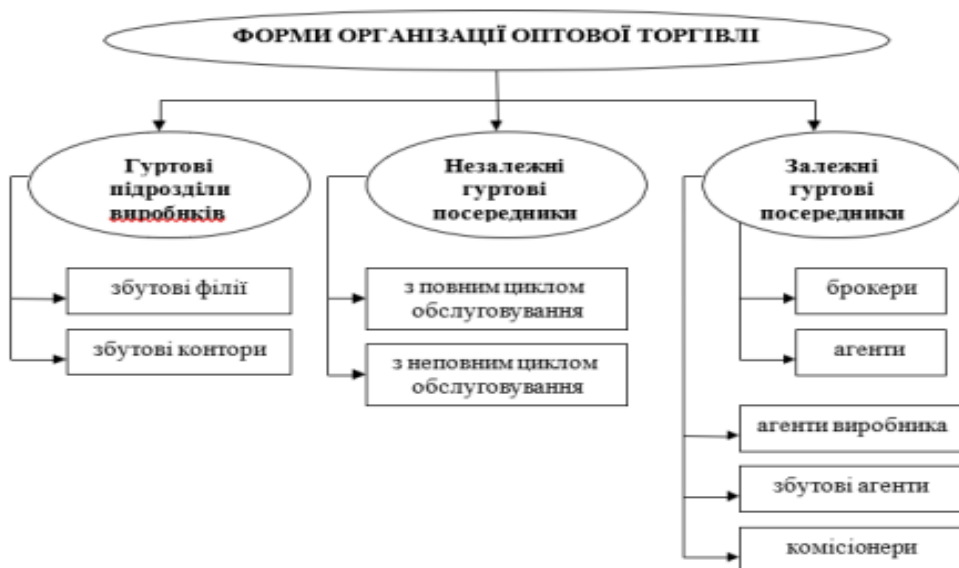 ФОРМИ ОРГАНІЗАЦІЇ ОПТОВОЇ ТОРГІВЛІ
Гуртові
підрозділи
виробнків
збутові філії
збутові контори
Незалежні
гуртові
посередники
з повним циклом
обслуговування
з неповним циклом
обслуговування
Залежні
гуртові
посередники
брокери
агенти
агенти виробника
збутові агенти
комісіонери